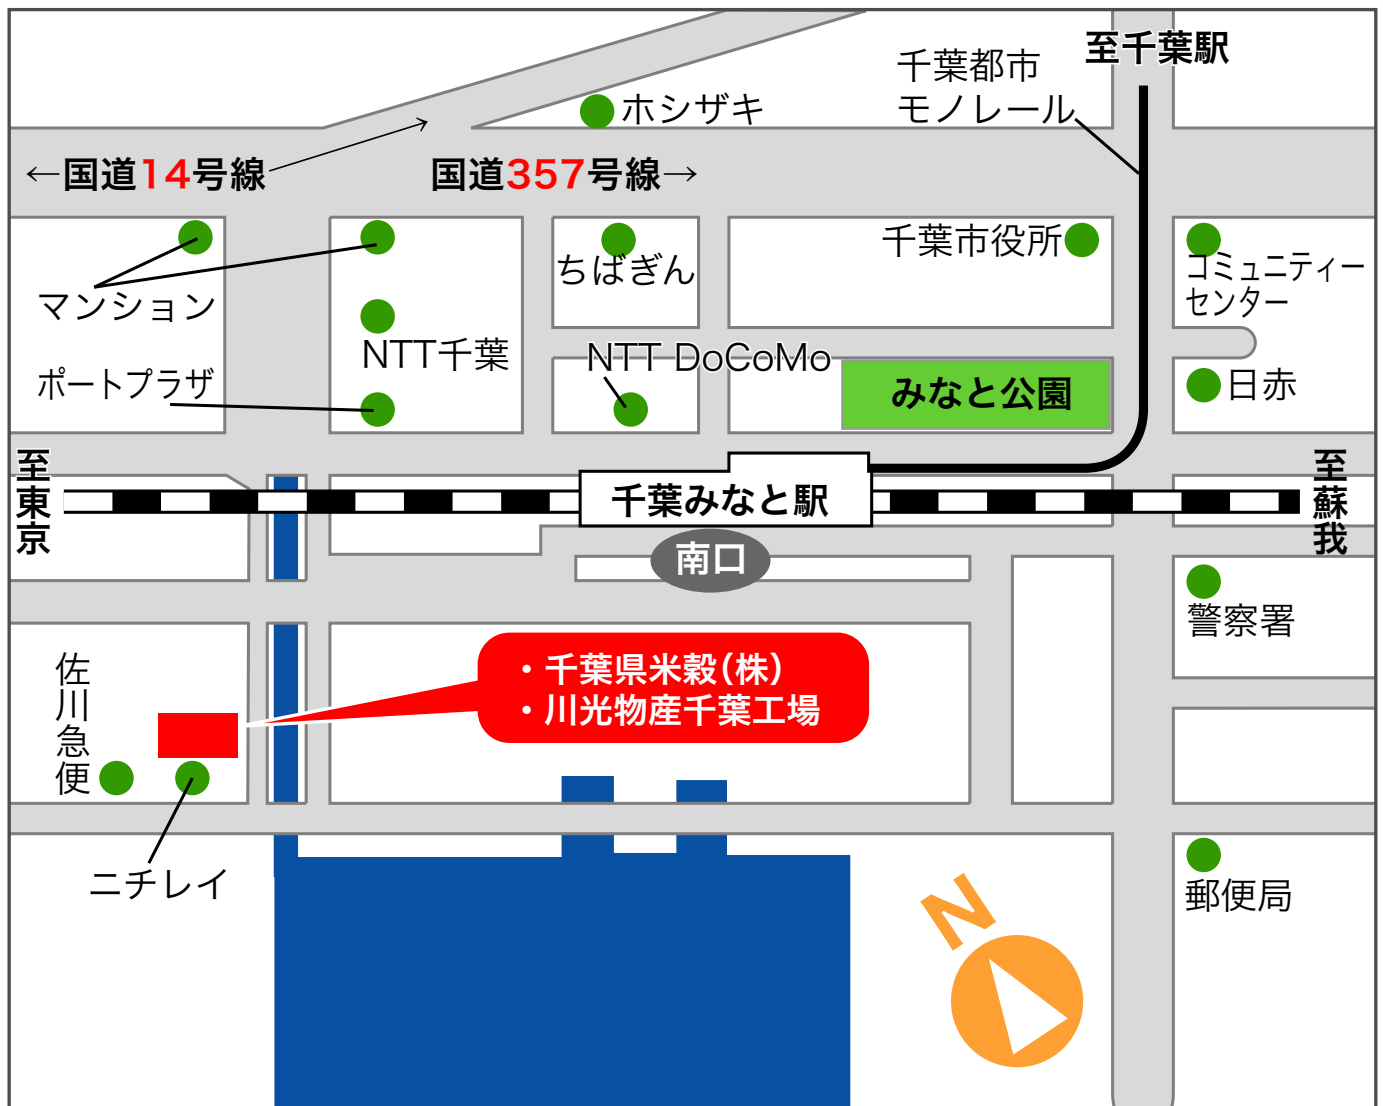 至千葉駅
千葉都市
モノレール
ホシザキ
←国道14号線
国道357号線→
千葉市役所
コミュニティー
センター
ちばぎん
マンション
NTT千葉
NTT DoCoMo
ポートプラザ
みなと公園
日赤
至東京
千葉みなと駅
至蘇我
南口
警察署
佐川急便
・千葉県米穀(株)
・川光物産千葉工場
ニチレイ
郵便局
N